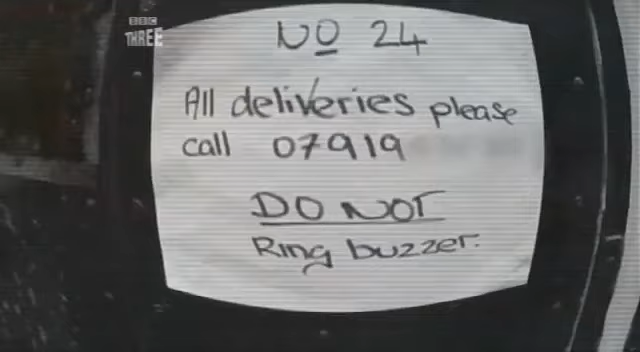 BBC
THREE
NO 24
All deliveries please
call 07919
DO NOT
Ring buzzer.